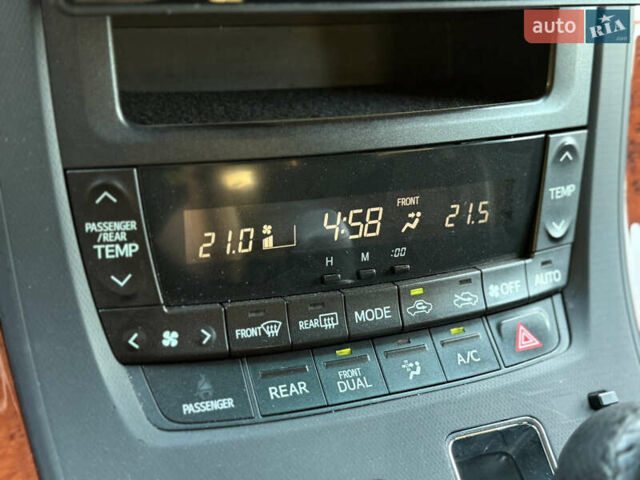 auto RIA.com
PASSENGER
/REAR
TEMP
FRONT
21.0 4:58 21.5
H M :00
TEMP
FRONT REAR MODE OFF AUTO
PASSENGER REAR FRONT DUAL A/C